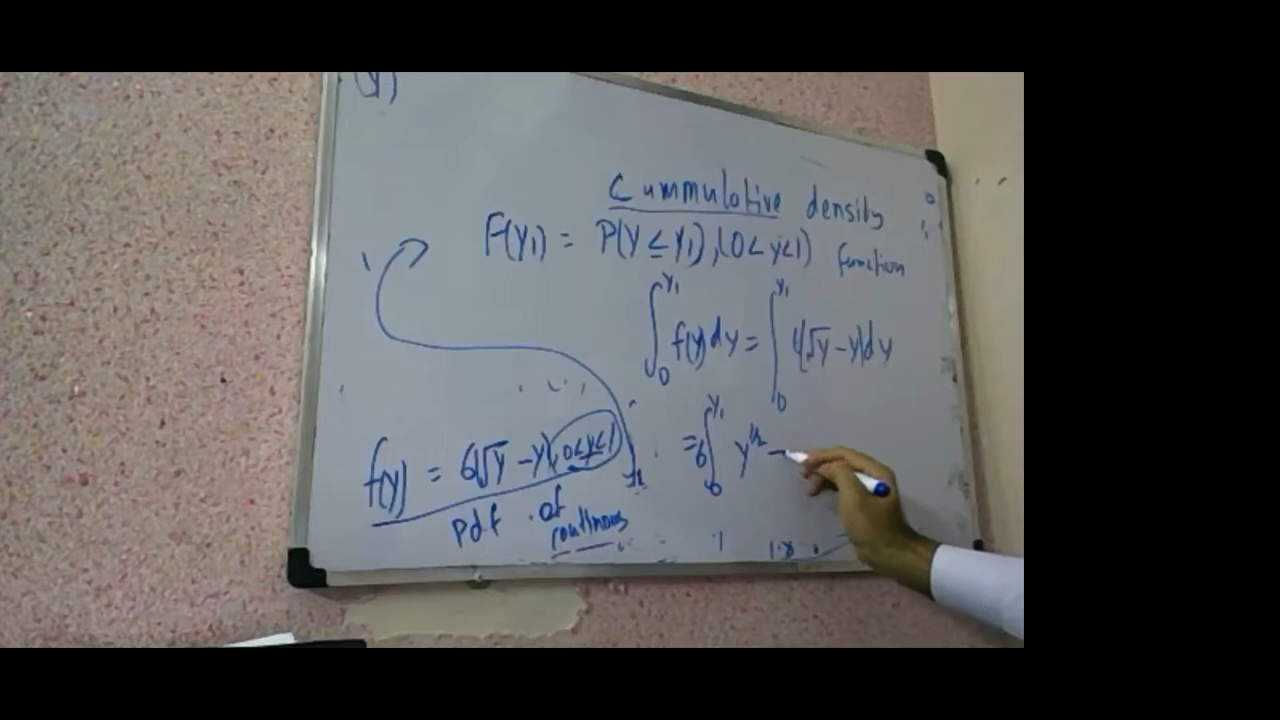 (y)
Cummulative density
function
F(y₁) = P(Y ≤ y₁), (0 < y < 1)
∫₀^y₁ f(y) dy = ∫₀^y₁ 6(√y − y) dy
= 6 ∫₀^y₁ y^½ −
f(y) = 6(√y − y), 0 ≤ y ≤ 1
pdf of
continous